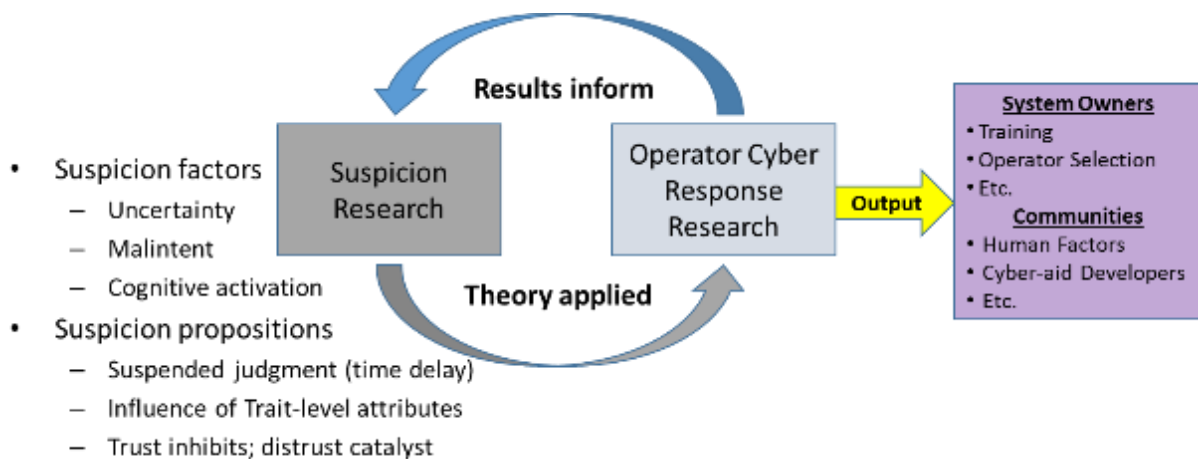 Results inform
Suspicion
Research
Operator Cyber
Response
Research
Output
Theory applied
• Suspicion factors
– Uncertainty
– Malintent
– Cognitive activation
• Suspicion propositions
– Suspended judgment (time delay)
– Influence of Trait-level attributes
– Trust inhibits; distrust catalyst
System Owners
• Training
• Operator Selection
• Etc.
Communities
• Human Factors
• Cyber-aid Developers
• Etc.